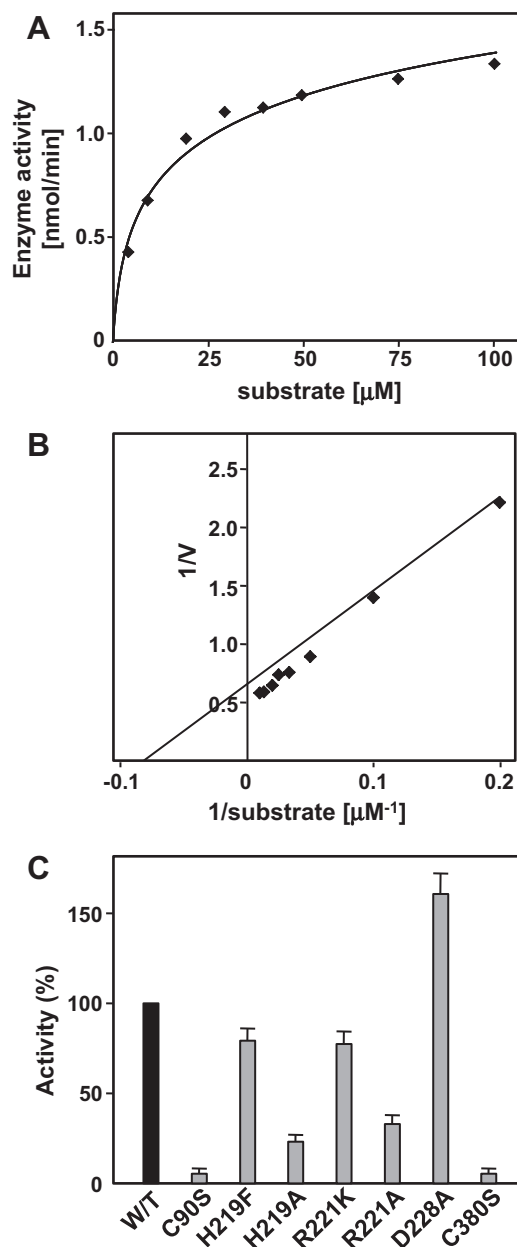 A
Enzyme activity
[nmol/min]
1.5
1.0
0.5
0
0 25 50 75 100
substrate [μM]
B
1/V
2.5
2.0
1.5
1.0
0.5
-0.1 0 0.1 0.2
1/substrate [μM⁻¹]
C
Activity (%)
150
100
50
0
W/T C90S H219F H219A R221K R221A D228A C380S